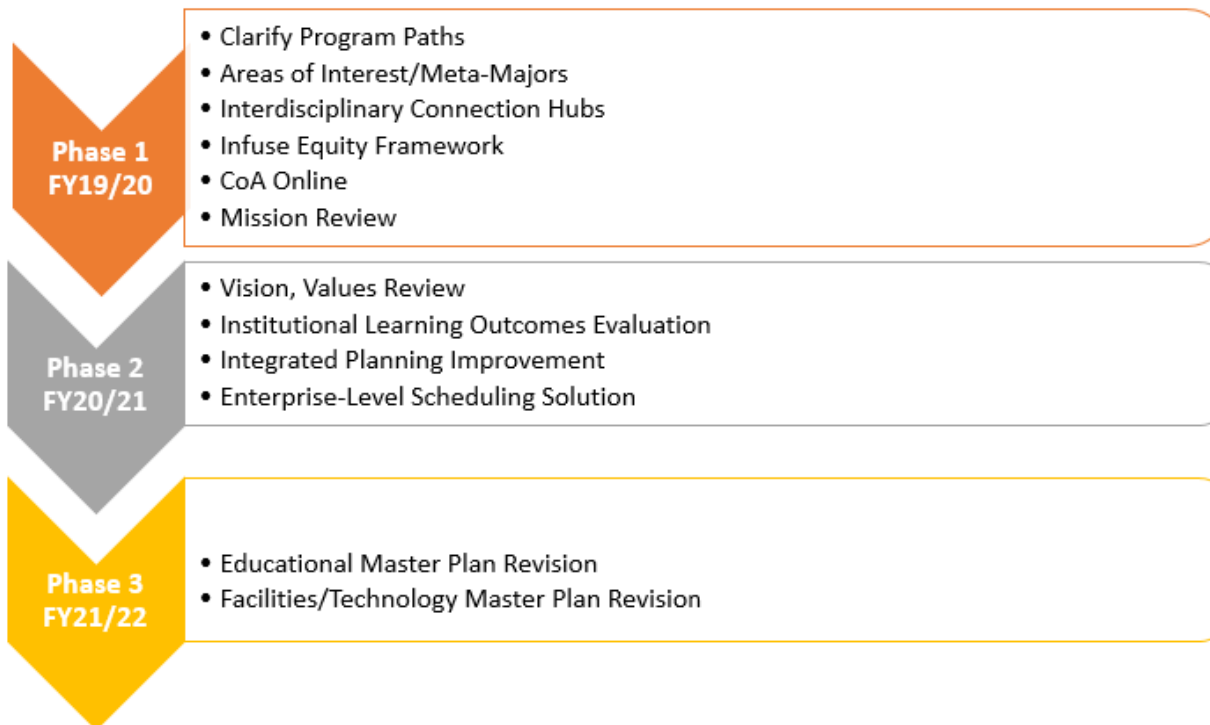 Phase 1
FY19/20
• Clarify Program Paths
• Areas of Interest/Meta-Majors
• Interdisciplinary Connection Hubs
• Infuse Equity Framework
• CoA Online
• Mission Review
Phase 2
FY20/21
• Vision, Values Review
• Institutional Learning Outcomes Evaluation
• Integrated Planning Improvement
• Enterprise-Level Scheduling Solution
Phase 3
FY21/22
• Educational Master Plan Revision
• Facilities/Technology Master Plan Revision